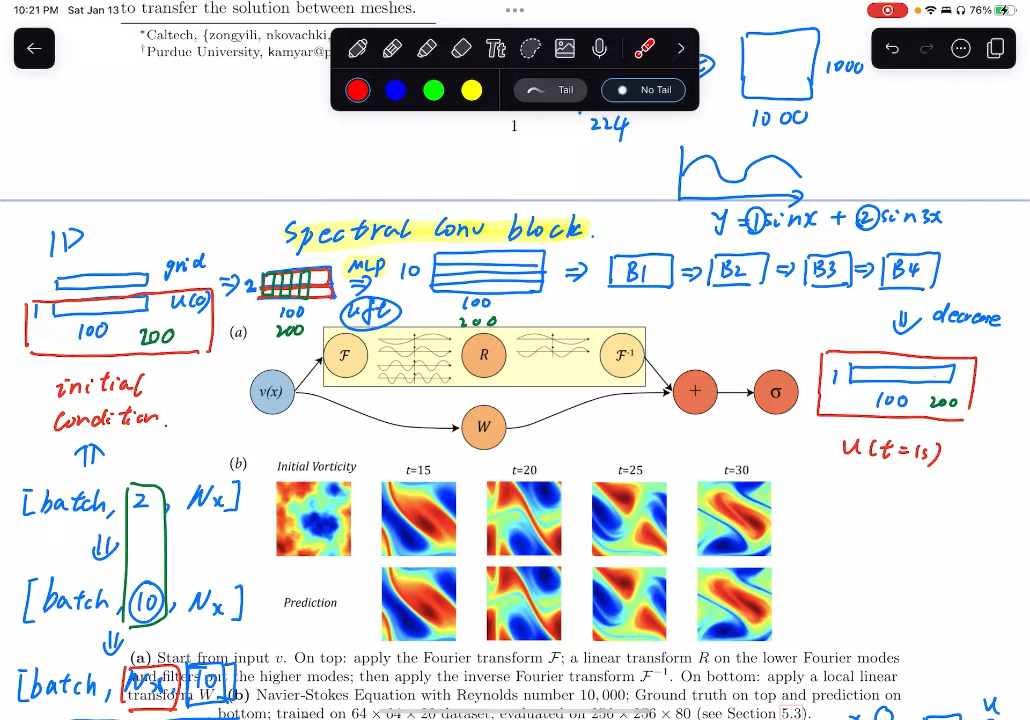 10:21 PM Sat Jan 13
76%
to transfer the solution between meshes.
*Caltech, {zongyili, nkovachki,
†Purdue University, kamyar@p
Tt
Tail
No Tail
224
1000
1000
1
y = 1 sinx + 2 sin3x
Spectral Conv block.
1D
grid
1 u(0)
100 200
⇒ 2
100
200
MLP
⇒
lift
10
100
200
⇒ B1 ⇒ B2 ⇒ B3 ⇒ B4
⇓ decrease
1
100 200
u(t=1s)
initial
condition.
(a)
v(x)
F
R
F⁻¹
W
+
σ
(b)
Initial Vorticity
t=15
t=20
t=25
t=30
Prediction
[batch, 2, Nx]
⇓
[batch, 10, Nx]
⇓
[batch, Nx, 10]
(a) Start from input v. On top: apply the Fourier transform F; a linear transform R on the lower Fourier modes
and filters the higher modes; then apply the inverse Fourier transform F⁻¹. On bottom: apply a local linear
transform W. (b) Navier-Stokes Equation with Reynolds number 10,000; Ground truth on top and prediction on
bottom; trained on 64 × 64 × 20 dataset; evaluated on 256 × 256 × 80 (see Section 5.3).
u